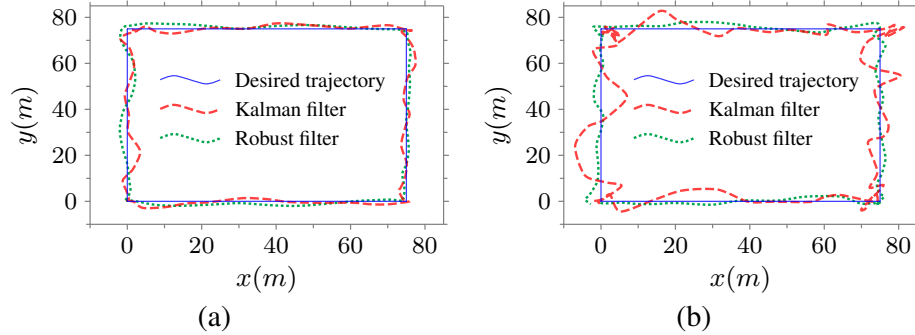 80
60
40
20
0
y(m)
Desired trajectory
Kalman filter
Robust filter
0 20 40 60 80
x(m)
(a)
80
60
40
20
0
y(m)
Desired trajectory
Kalman filter
Robust filter
0 20 40 60 80
x(m)
(b)